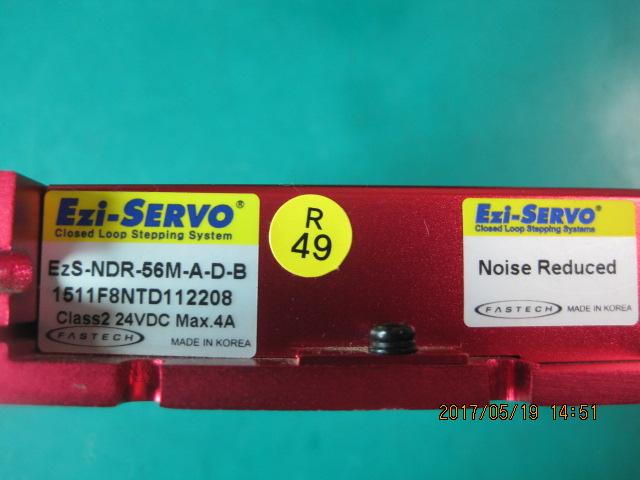 Ezi-SERVO®
Closed Loop Stepping System
EzS-NDR-56M-A-D-B
1511F8NTD112208
Class2 24VDC Max.4A
FASTECH MADE IN KOREA
R
49
Ezi-SERVO®
Closed Loop Stepping Systems
Noise Reduced
FASTECH MADE IN KOREA
2017/05/19 14:51